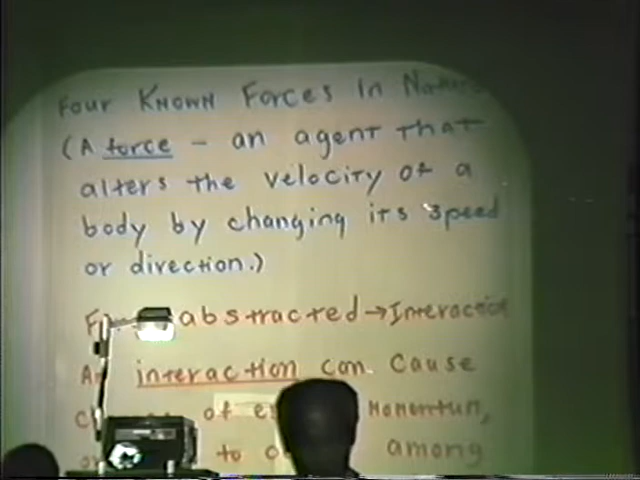 Four Known Forces In
(A force - an agent that
alters the velocity of a
body by changing its speed
or direction.)
abstracted → Interaction
interaction can cause
of Momentum,
to among